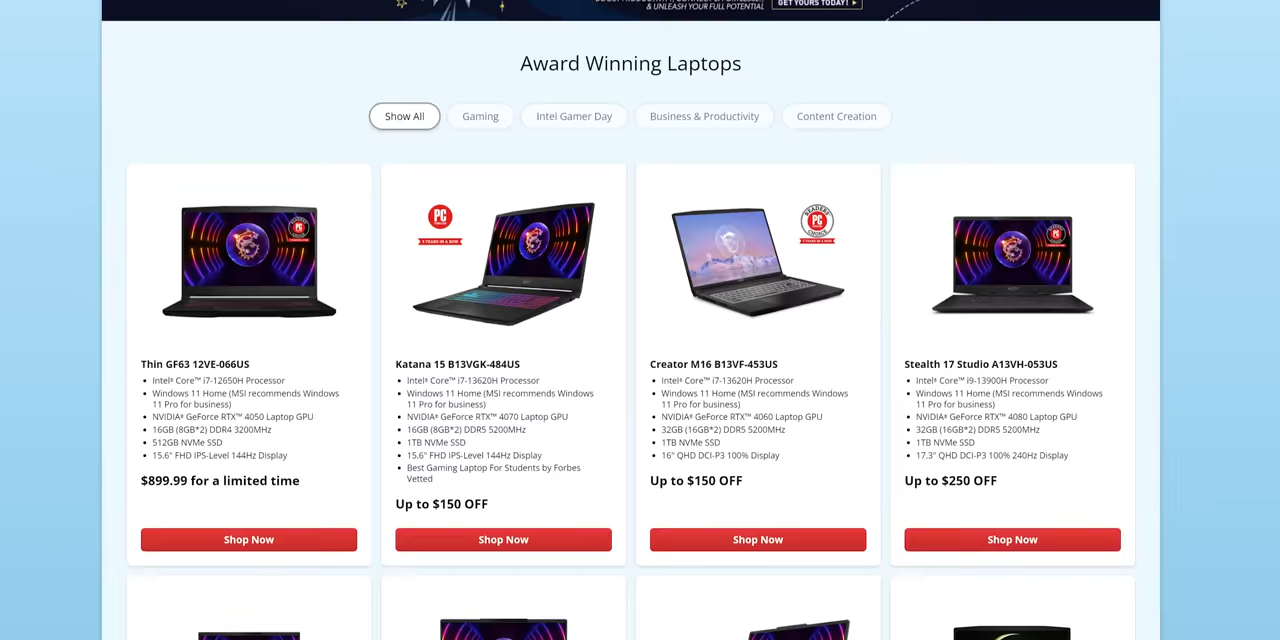 & UNLEASH YOUR FULL POTENTIAL
GET YOURS TODAY!
Award Winning Laptops
Show All
Gaming
Intel Gamer Day
Business & Productivity
Content Creation
Thin GF63 12VE-066US
Intel® Core™ i7-12650H Processor
Windows 11 Home (MSI recommends Windows
11 Pro for business)
NVIDIA® GeForce RTX™ 4050 Laptop GPU
16GB (8GB*2) DDR4 3200MHz
512GB NVMe SSD
15.6" FHD IPS-Level 144Hz Display
$899.99 for a limited time
Shop Now
PC
3 YEARS IN A ROW
Katana 15 B13VGK-484US
Intel® Core™ i7-13620H Processor
Windows 11 Home (MSI recommends Windows
11 Pro for business)
NVIDIA® GeForce RTX™ 4070 Laptop GPU
16GB (8GB*2) DDR5 5200MHz
1TB NVMe SSD
15.6" FHD IPS-Level 144Hz Display
Best Gaming Laptop For Students by Forbes
Vetted
Up to $150 OFF
Shop Now
READERS'
PC
CHOICE
Creator M16 B13VF-453US
Intel® Core™ i7-13620H Processor
Windows 11 Home (MSI recommends Windows
11 Pro for business)
NVIDIA® GeForce RTX™ 4060 Laptop GPU
32GB (16GB*2) DDR5 5200MHz
1TB NVMe SSD
16" QHD DCI-P3 100% Display
Up to $150 OFF
Shop Now
Stealth 17 Studio A13VH-053US
Intel® Core™ i9-13900H Processor
Windows 11 Home (MSI recommends Windows
11 Pro for business)
NVIDIA® GeForce RTX™ 4080 Laptop GPU
32GB (16GB*2) DDR5 5200MHz
1TB NVMe SSD
17.3" QHD DCI-P3 100% 240Hz Display
Up to $250 OFF
Shop Now